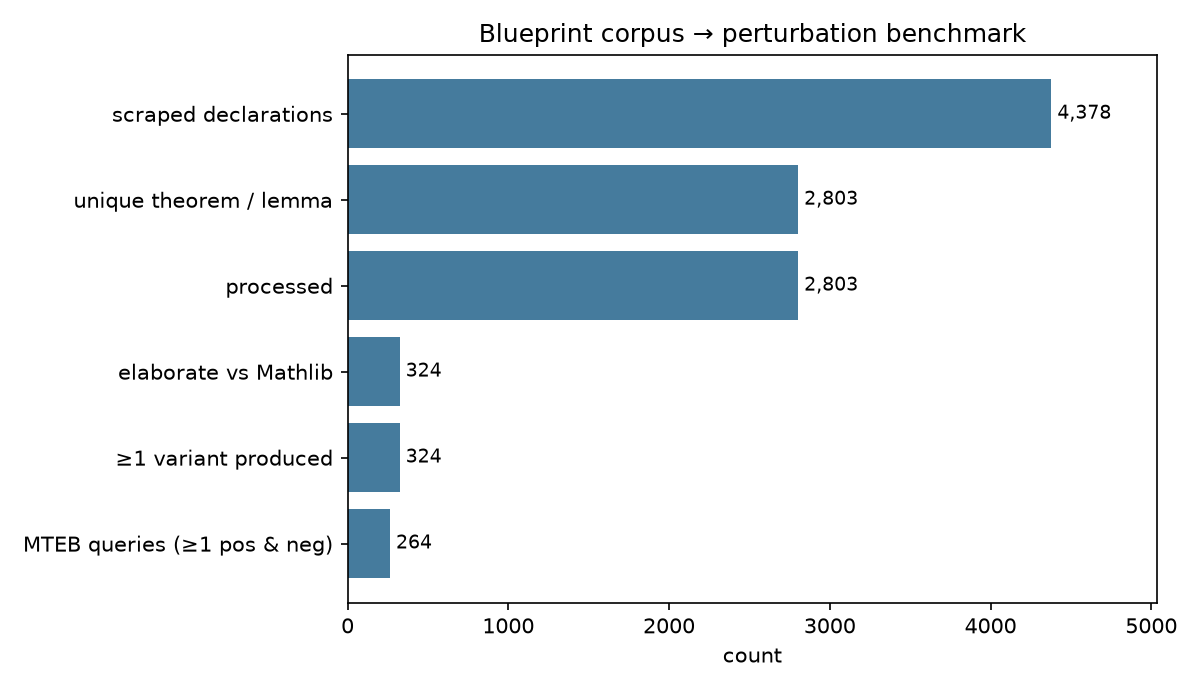 Blueprint corpus → perturbation benchmark
scraped declarations
4,378
unique theorem / lemma
2,803
processed
2,803
elaborate vs Mathlib
324
≥1 variant produced
324
MTEB queries (≥1 pos & neg)
264
0 1000 2000 3000 4000 5000
count